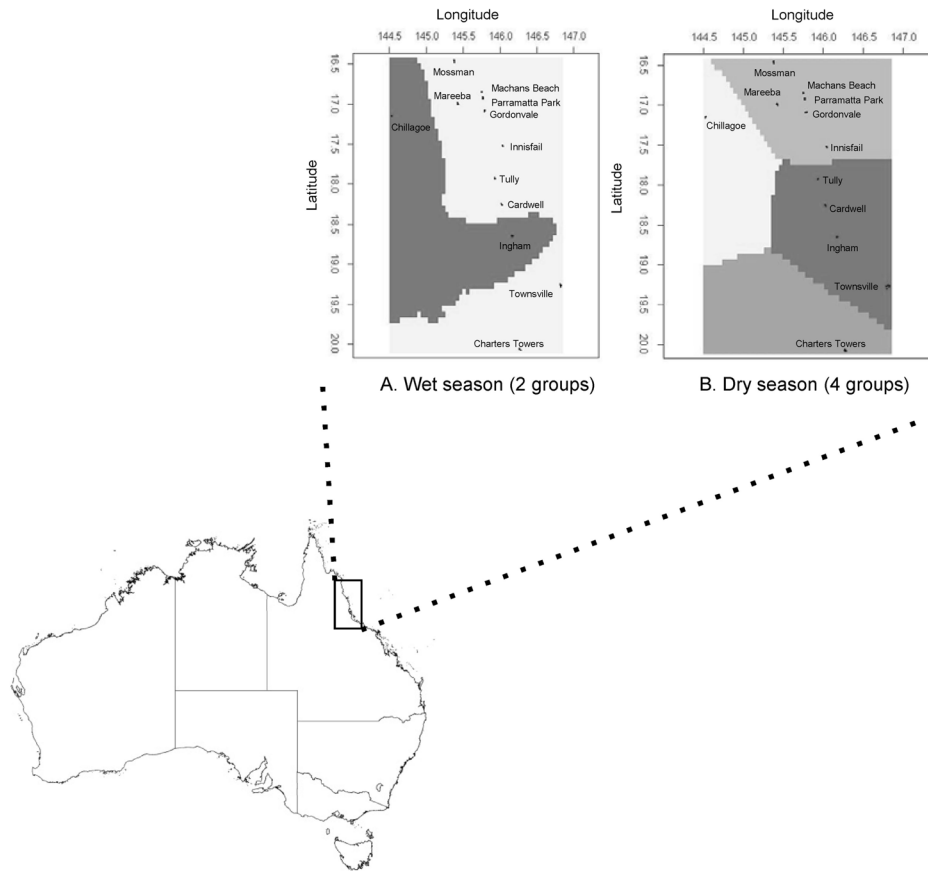 Longitude
144.5 145.0 145.5 146.0 146.5 147.0
Latitude
16.5
17.0
17.5
18.0
18.5
19.0
19.5
20.0
Mossman
Machans Beach
Mareeba
Parramatta Park
Gordonvale
Chillagoe
Innisfail
Tully
Cardwell
Ingham
Townsville
Charters Towers
A. Wet season (2 groups)
Longitude
144.5 145.0 145.5 146.0 146.5 147.0
Latitude
16.5
17.0
17.5
18.0
18.5
19.0
19.5
20.0
Mossman
Machans Beach
Mareeba
Parramatta Park
Gordonvale
Chillagoe
Innisfail
Tully
Cardwell
Ingham
Townsville
Charters Towers
B. Dry season (4 groups)